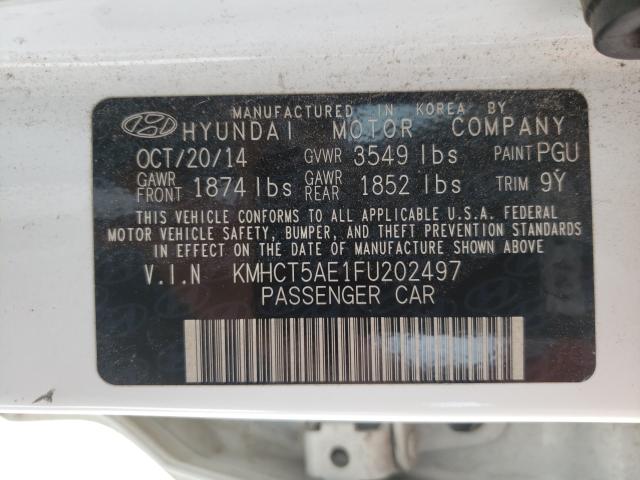 MANUFACTURED IN KOREA BY
HYUNDAI MOTOR COMPANY
OCT/20/14 GVWR 3549 lbs PAINT PGU
GAWR FRONT 1874 lbs GAWR REAR 1852 lbs TRIM 9Y
THIS VEHICLE CONFORMS TO ALL APPLICABLE U.S.A. FEDERAL
MOTOR VEHICLE SAFETY, BUMPER, AND THEFT PREVENTION STANDARDS
IN EFFECT ON THE DATE OF MANUFACTURE SHOWN ABOVE.
V.I.N KMHCT5AE1FU202497
PASSENGER CAR